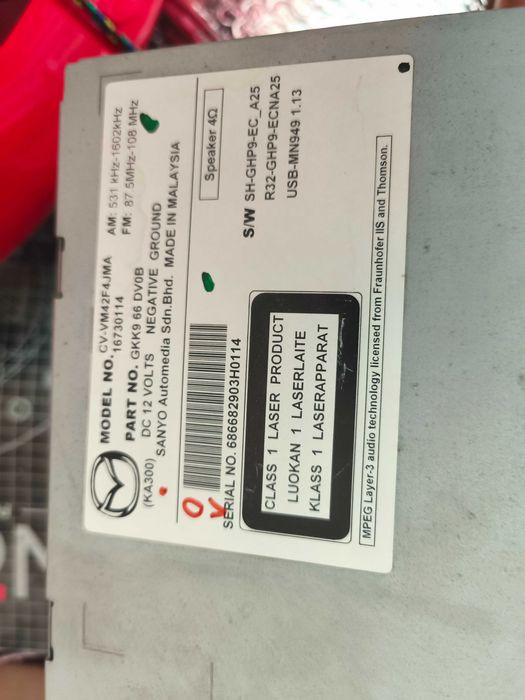 MODEL NO. CV-VM42F4JMA
16730114
PART NO. GKK9 66 DV0B
(KA300)
DC 12 VOLTS NEGATIVE GROUND
SANYO Automedia Sdn.Bhd. MADE IN MALAYSIA
AM: 531 kHz-1602kHz
FM: 87.5MHz-108 MHz
SERIAL NO. 686682903H0114
Speaker 4Ω
S/W SH-GHP9-EC_A25
R32-GHP9-ECNA25
USB-MN949 1.13
CLASS 1 LASER PRODUCT
LUOKAN 1 LASERLAITE
KLASS 1 LASERAPPARAT
MPEG Layer-3 audio technology licensed from Fraunhofer IIS and Thomson.